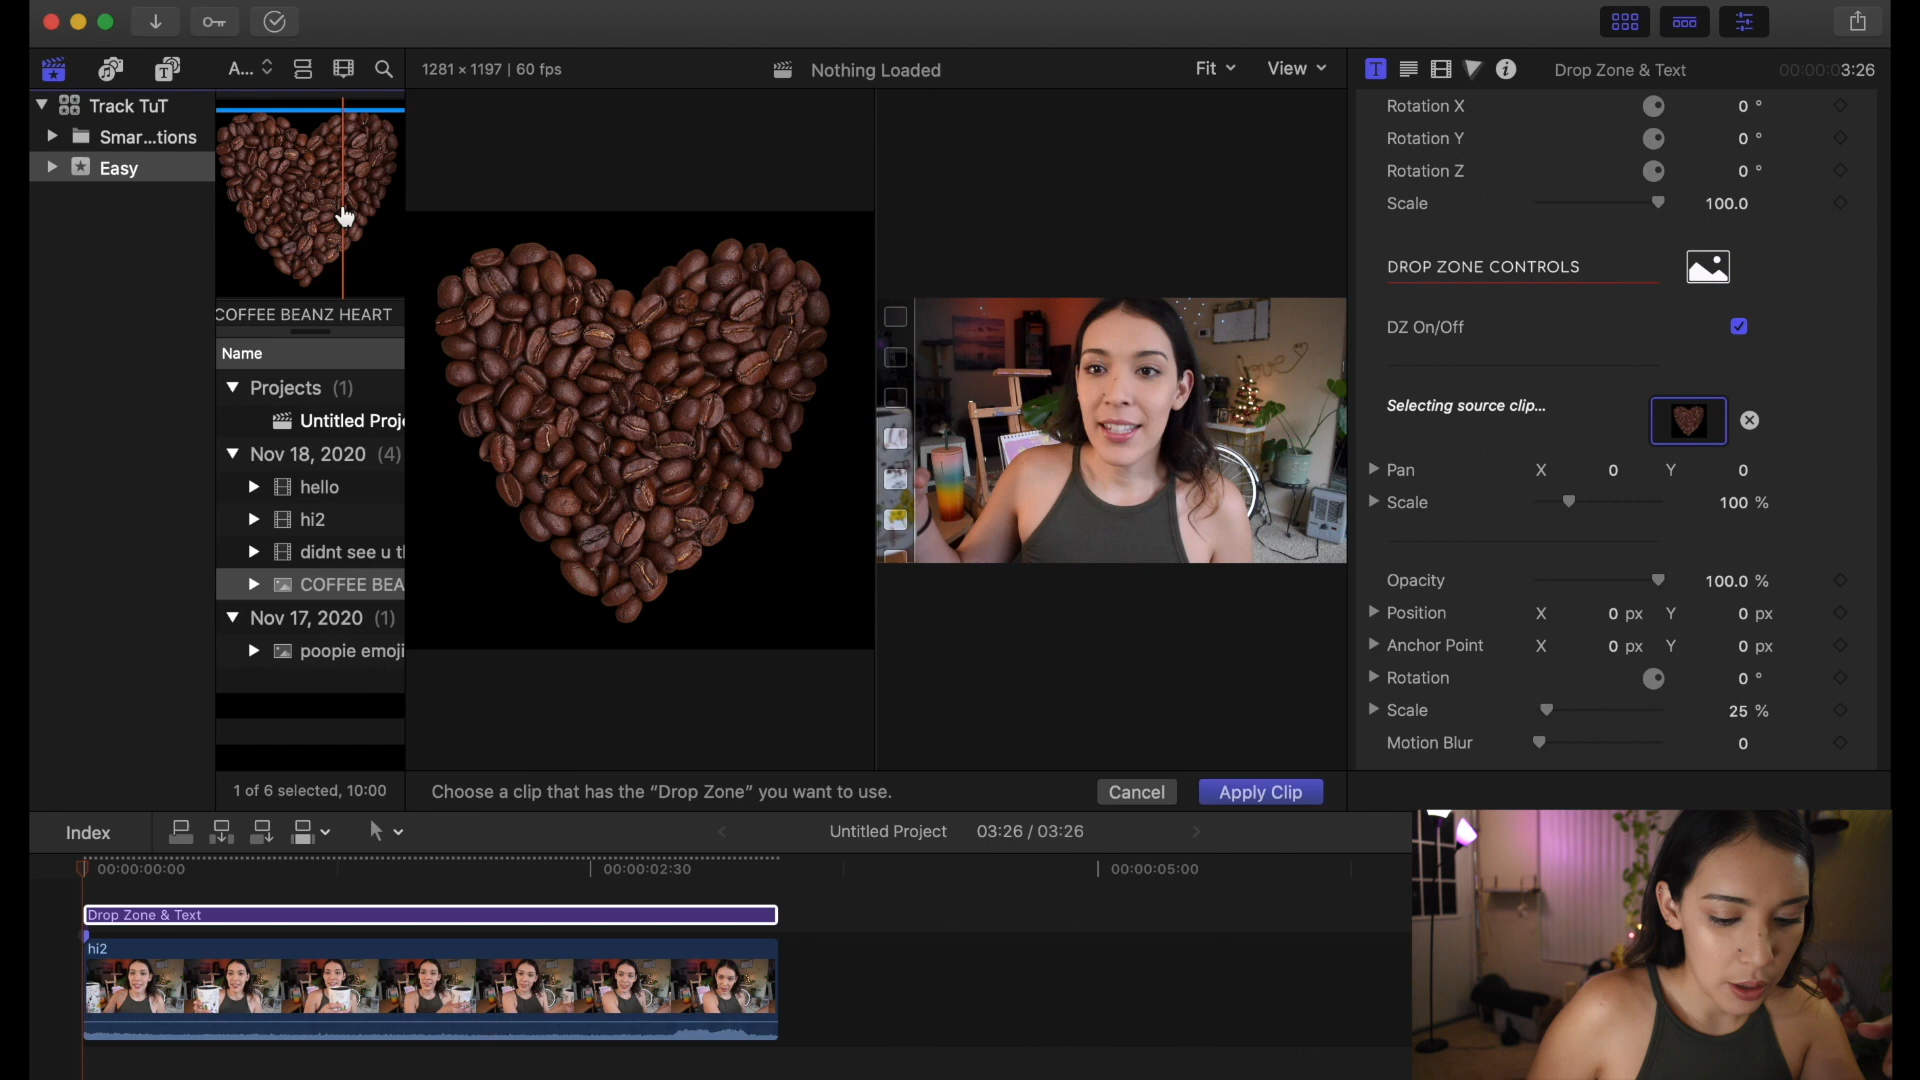 A...
1281 × 1197 | 60 fps
Nothing Loaded
Fit
View
Drop Zone & Text
00:00:03:26
Track TuT
Smar...tions
Easy
COFFEE BEANZ HEART
Name
Projects (1)
Untitled Proje
Nov 18, 2020 (4)
hello
hi2
didnt see u t
COFFEE BEA
Nov 17, 2020 (1)
poopie emoji
1 of 6 selected, 10:00
Choose a clip that has the “Drop Zone” you want to use.
Cancel
Apply Clip
Rotation X 0 °
Rotation Y 0 °
Rotation Z 0 °
Scale 100.0
DROP ZONE CONTROLS
DZ On/Off
Selecting source clip...
Pan X 0 Y 0
Scale 100 %
Opacity 100.0 %
Position X 0 px Y 0 px
Anchor Point X 0 px Y 0 px
Rotation 0 °
Scale 25 %
Motion Blur 0
Index
Untitled Project 03:26 / 03:26
00:00:00:00
00:00:02:30
00:00:05:00
Drop Zone & Text
hi2